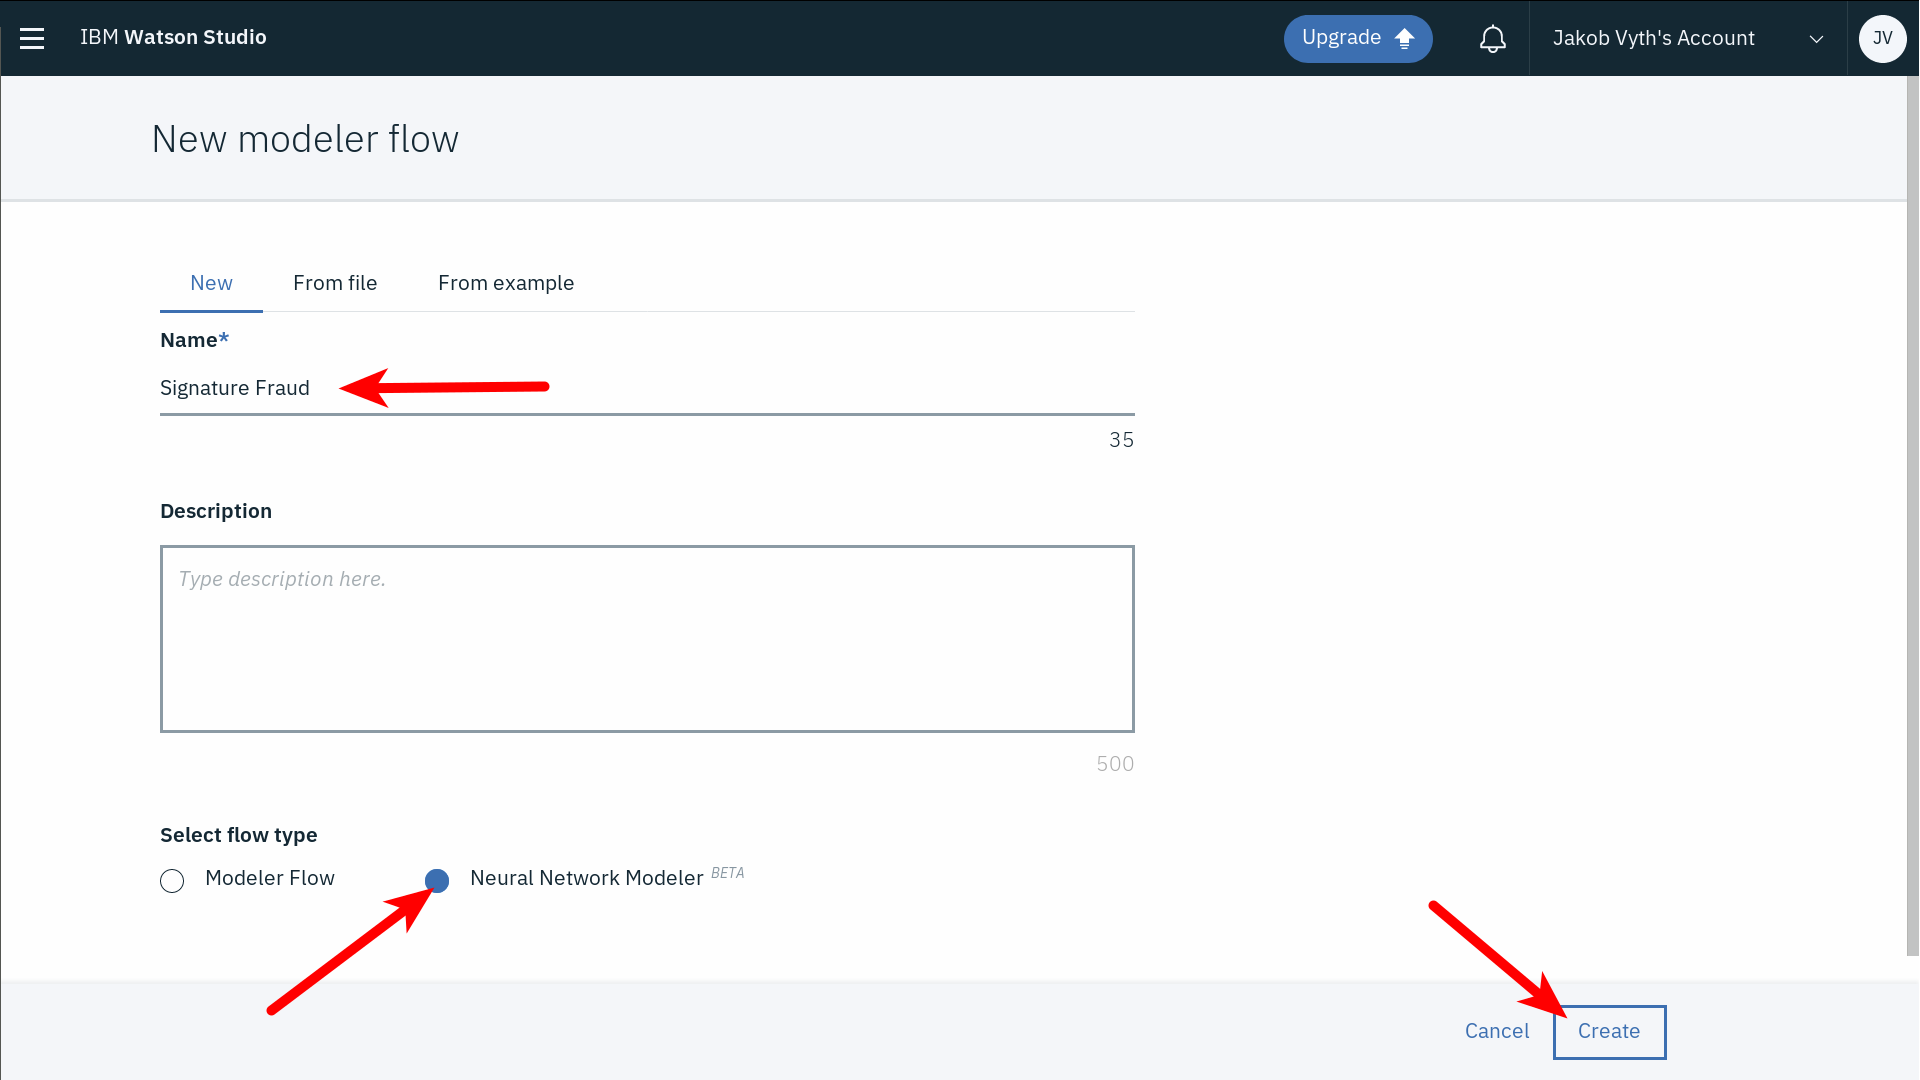 IBM Watson Studio
Upgrade
Jakob Vyth's Account
JV
New modeler flow
New From file From example
Name*
Signature Fraud
35
Description
Type description here.
500
Select flow type
Modeler Flow Neural Network Modeler BETA
Cancel Create